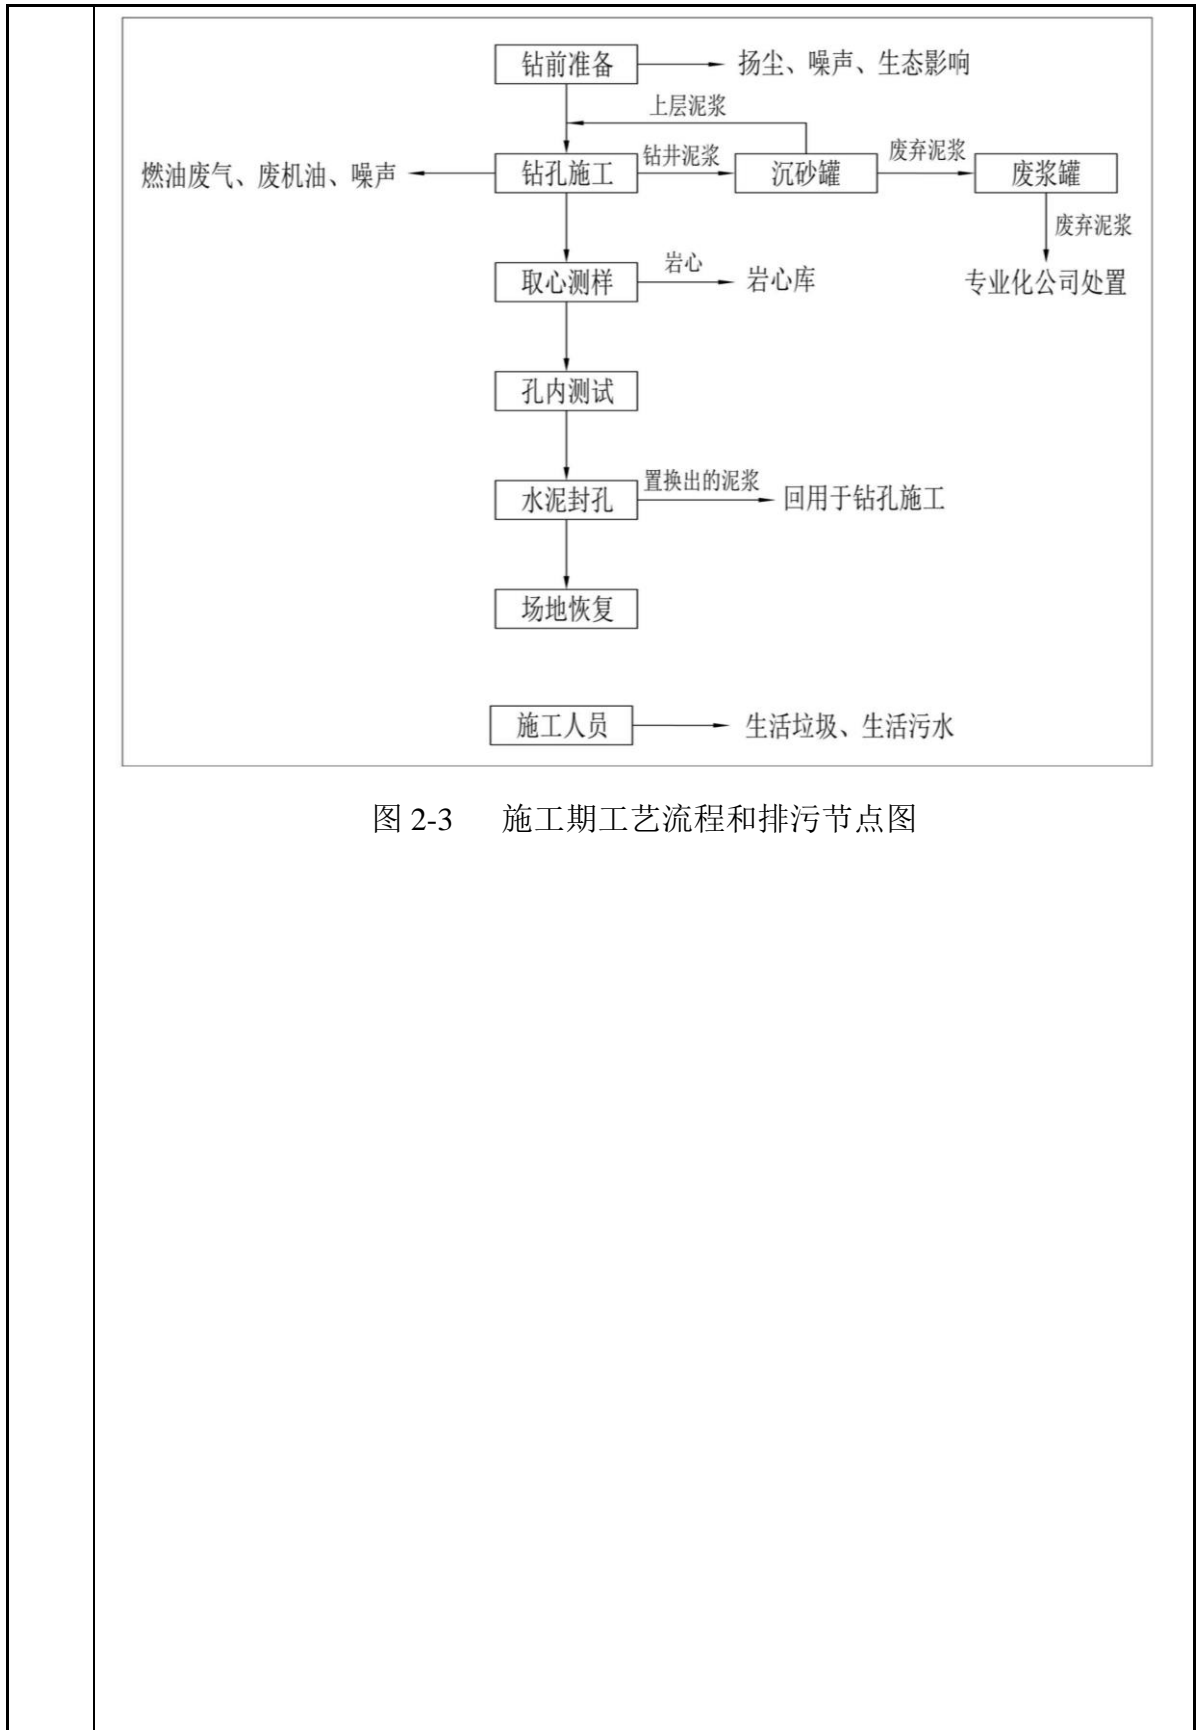 钻前准备 扬尘、噪声、生态影响
上层泥浆
燃油废气、废机油、噪声 钻孔施工 钻井泥浆 沉砂罐 废弃泥浆 废浆罐
废弃泥浆
取心测样 岩心 岩心库 专业化公司处置
孔内测试
水泥封孔 置换出的泥浆 回用于钻孔施工
场地恢复
施工人员 生活垃圾、生活污水
图 2-3 施工期工艺流程和排污节点图